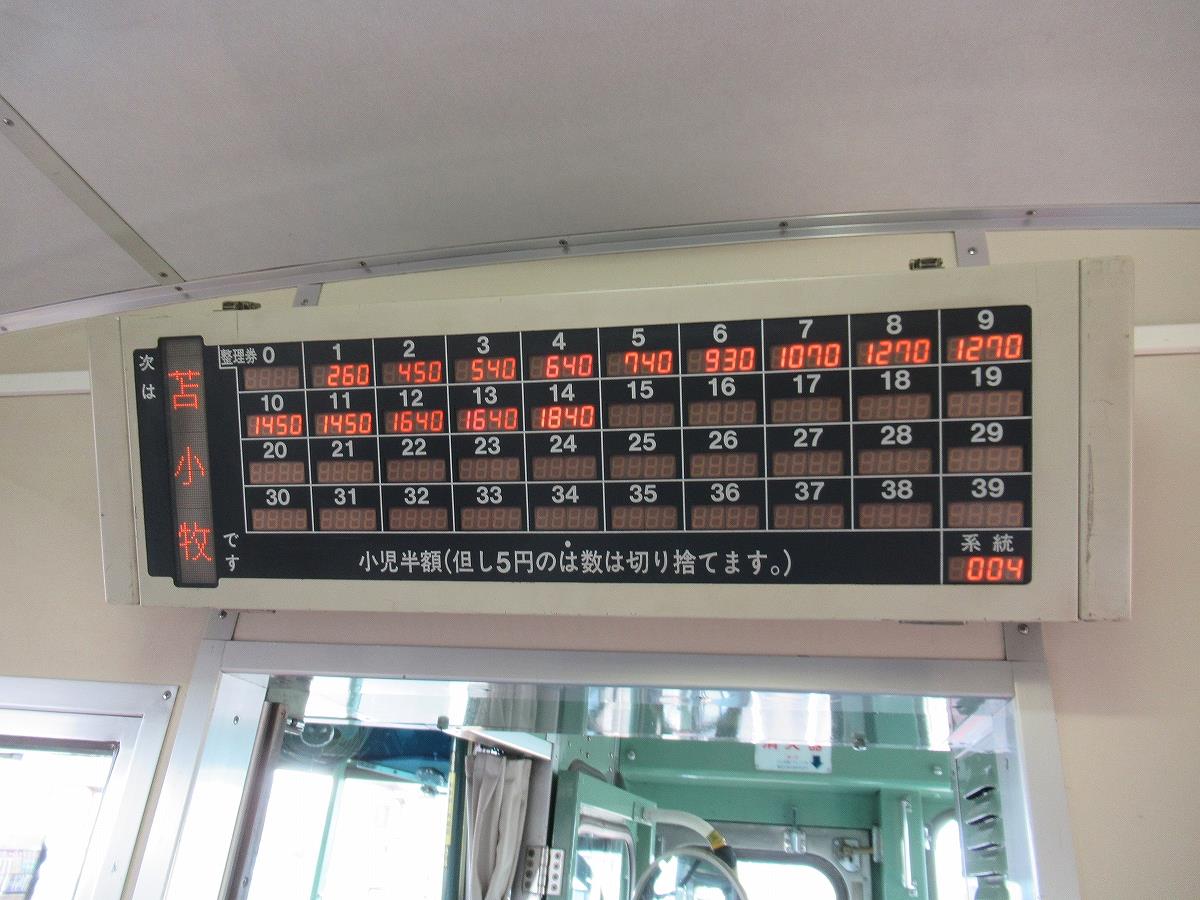 次は
苫小牧
です
整理券 0 1 2 3 4 5 6 7 8 9
260 450 540 640 740 930 1070 1270 1270
10 11 12 13 14 15 16 17 18 19
1450 1450 1640 1640 1840
20 21 22 23 24 25 26 27 28 29
30 31 32 33 34 35 36 37 38 39
小児半額(但し5円のは数は切り捨てます。)
系統
004
消火器